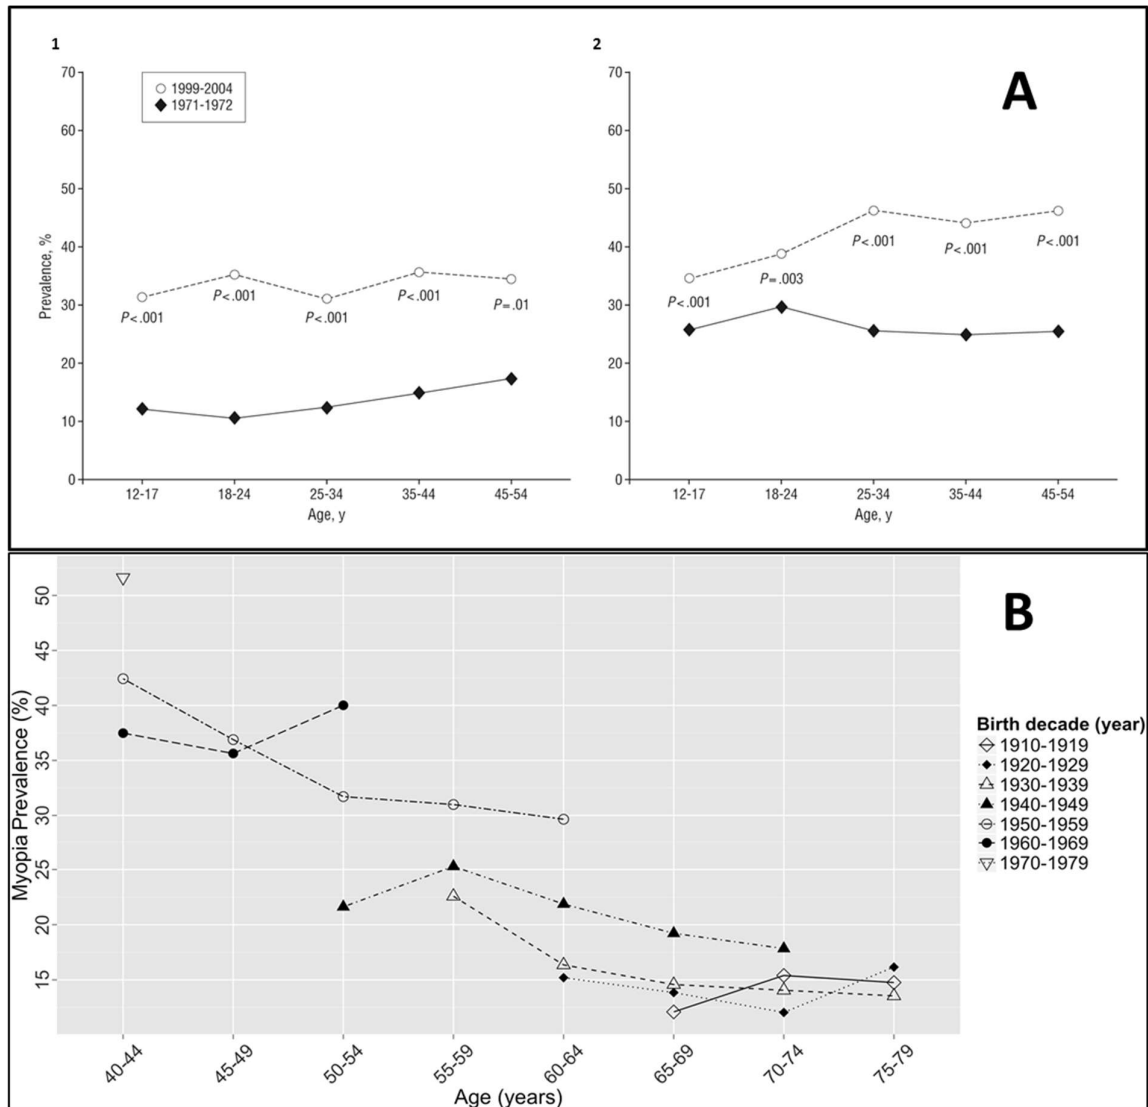 1
2
A
1999-2004
1971-1972
70
60
50
40
30
20
10
0
Prevalence, %
P<.001
P<.001
P<.001
P<.001
P=.01
12-17
18-24
25-34
35-44
45-54
Age, y
70
60
50
40
30
20
10
0
P<.001
P=.003
P<.001
P<.001
P<.001
12-17
18-24
25-34
35-44
45-54
Age, y
B
Myopia Prevalence (%)
50
45
40
35
30
25
20
15
40-44
45-49
50-54
55-59
60-64
65-69
70-74
75-79
Age (years)
Birth decade (year)
1910-1919
1920-1929
1930-1939
1940-1949
1950-1959
1960-1969
1970-1979